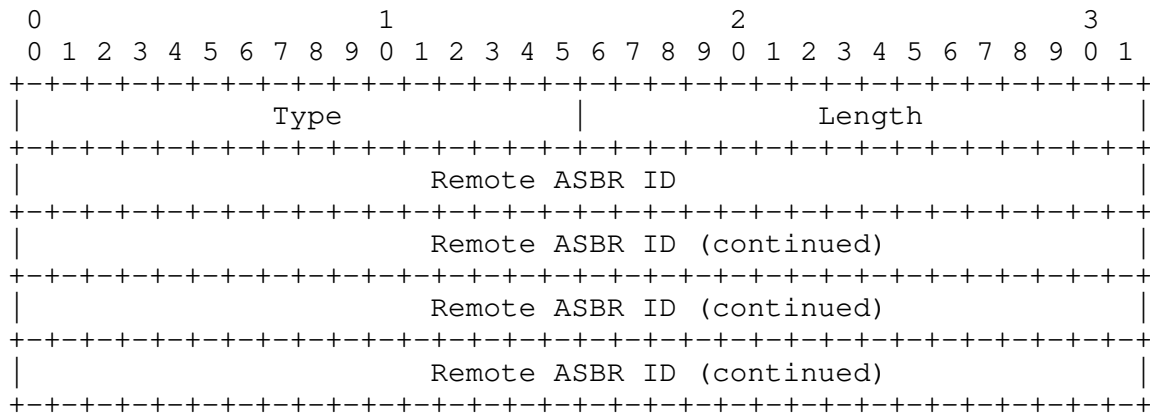 0                   1                   2                   3
 0 1 2 3 4 5 6 7 8 9 0 1 2 3 4 5 6 7 8 9 0 1 2 3 4 5 6 7 8 9 0 1
+-+-+-+-+-+-+-+-+-+-+-+-+-+-+-+-+-+-+-+-+-+-+-+-+-+-+-+-+-+-+-+-+
|              Type             |             Length            |
+-+-+-+-+-+-+-+-+-+-+-+-+-+-+-+-+-+-+-+-+-+-+-+-+-+-+-+-+-+-+-+-+
|                       Remote ASBR ID                          |
+-+-+-+-+-+-+-+-+-+-+-+-+-+-+-+-+-+-+-+-+-+-+-+-+-+-+-+-+-+-+-+-+
|                       Remote ASBR ID (continued)              |
+-+-+-+-+-+-+-+-+-+-+-+-+-+-+-+-+-+-+-+-+-+-+-+-+-+-+-+-+-+-+-+-+
|                       Remote ASBR ID (continued)              |
+-+-+-+-+-+-+-+-+-+-+-+-+-+-+-+-+-+-+-+-+-+-+-+-+-+-+-+-+-+-+-+-+
|                       Remote ASBR ID (continued)              |
+-+-+-+-+-+-+-+-+-+-+-+-+-+-+-+-+-+-+-+-+-+-+-+-+-+-+-+-+-+-+-+-+